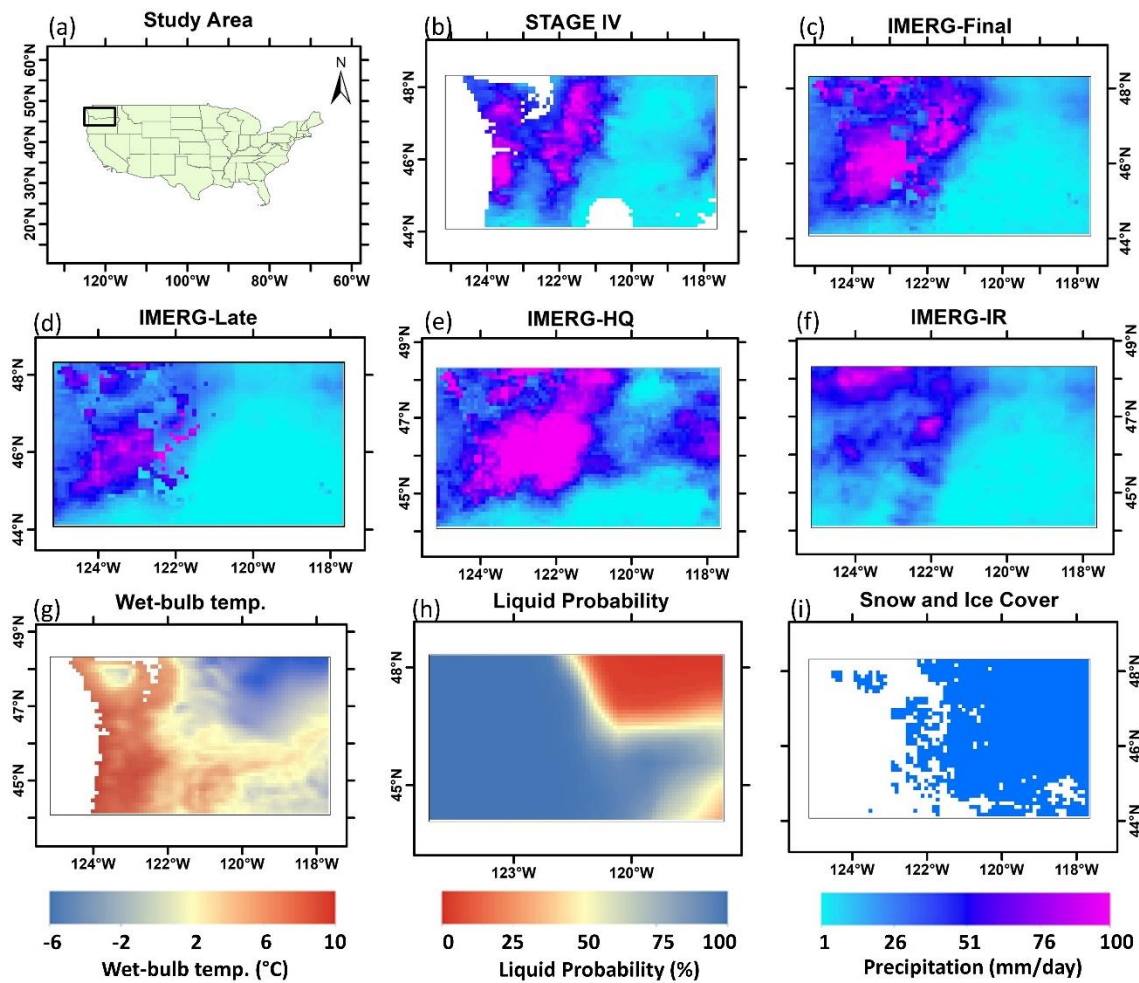 (a) Study Area
N
60°N
50°N
40°N
30°N
20°N
120°W 100°W 80°W 60°W
(b) STAGE IV
48°N
46°N
44°N
124°W 122°W 120°W 118°W
(c) IMERG-Final
48°N
46°N
44°N
124°W 122°W 120°W 118°W
(d) IMERG-Late
48°N
46°N
44°N
124°W 122°W 120°W 118°W
(e) IMERG-HQ
49°N
47°N
45°N
124°W 122°W 120°W 118°W
(f) IMERG-IR
49°N
47°N
45°N
124°W 122°W 120°W 118°W
(g) Wet-bulb temp.
49°N
47°N
45°N
124°W 122°W 120°W 118°W
(h) Liquid Probability
48°N
45°N
123°W 120°W
(i) Snow and Ice Cover
48°N
46°N
44°N
124°W 122°W 120°W 118°W
-6 -2 2 6 10
Wet-bulb temp. (°C)
0 25 50 75 100
Liquid Probability (%)
1 26 51 76 100
Precipitation (mm/day)